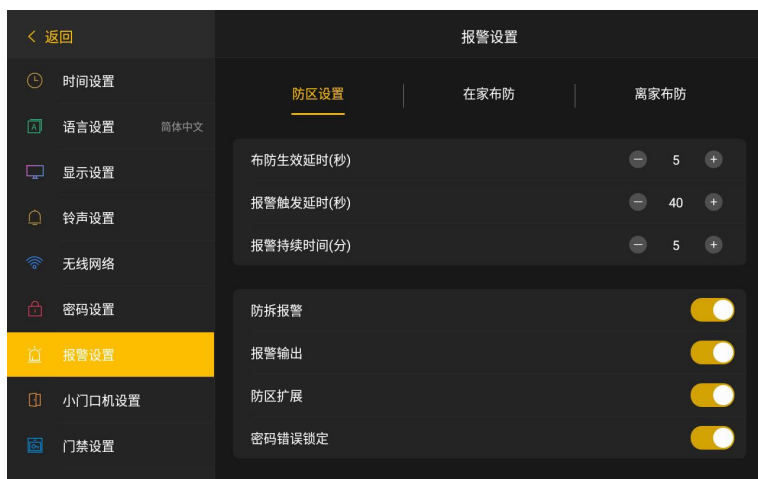 返回
报警设置
时间设置
语言设置 简体中文
显示设置
铃声设置
无线网络
密码设置
报警设置
小门口机设置
门禁设置
防区设置 在家布防 离家布防
布防生效延时(秒) 5
报警触发延时(秒) 40
报警持续时间(分) 5
防拆报警
报警输出
防区扩展
密码错误锁定